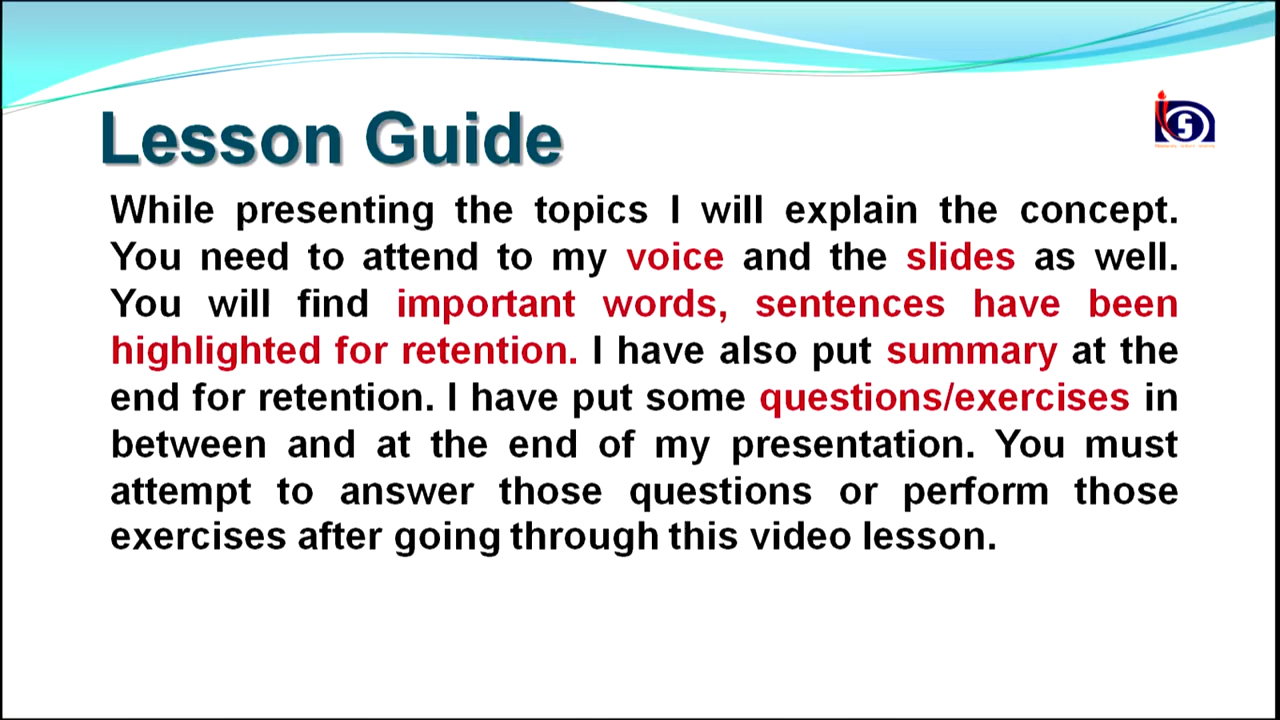 Lesson Guide
While presenting the topics I will explain the concept.
You need to attend to my voice and the slides as well.
You will find important words, sentences have been
highlighted for retention. I have also put summary at the
end for retention. I have put some questions/exercises in
between and at the end of my presentation. You must
attempt to answer those questions or perform those
exercises after going through this video lesson.